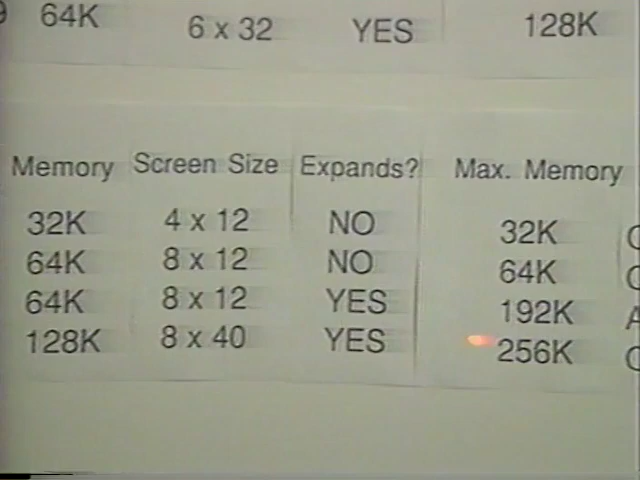 64K 6 x 32 YES 128K
Memory Screen Size Expands? Max. Memory
32K 4 x 12 NO 32K
64K 8 x 12 NO 64K
64K 8 x 12 YES 192K
128K 8 x 40 YES 256K